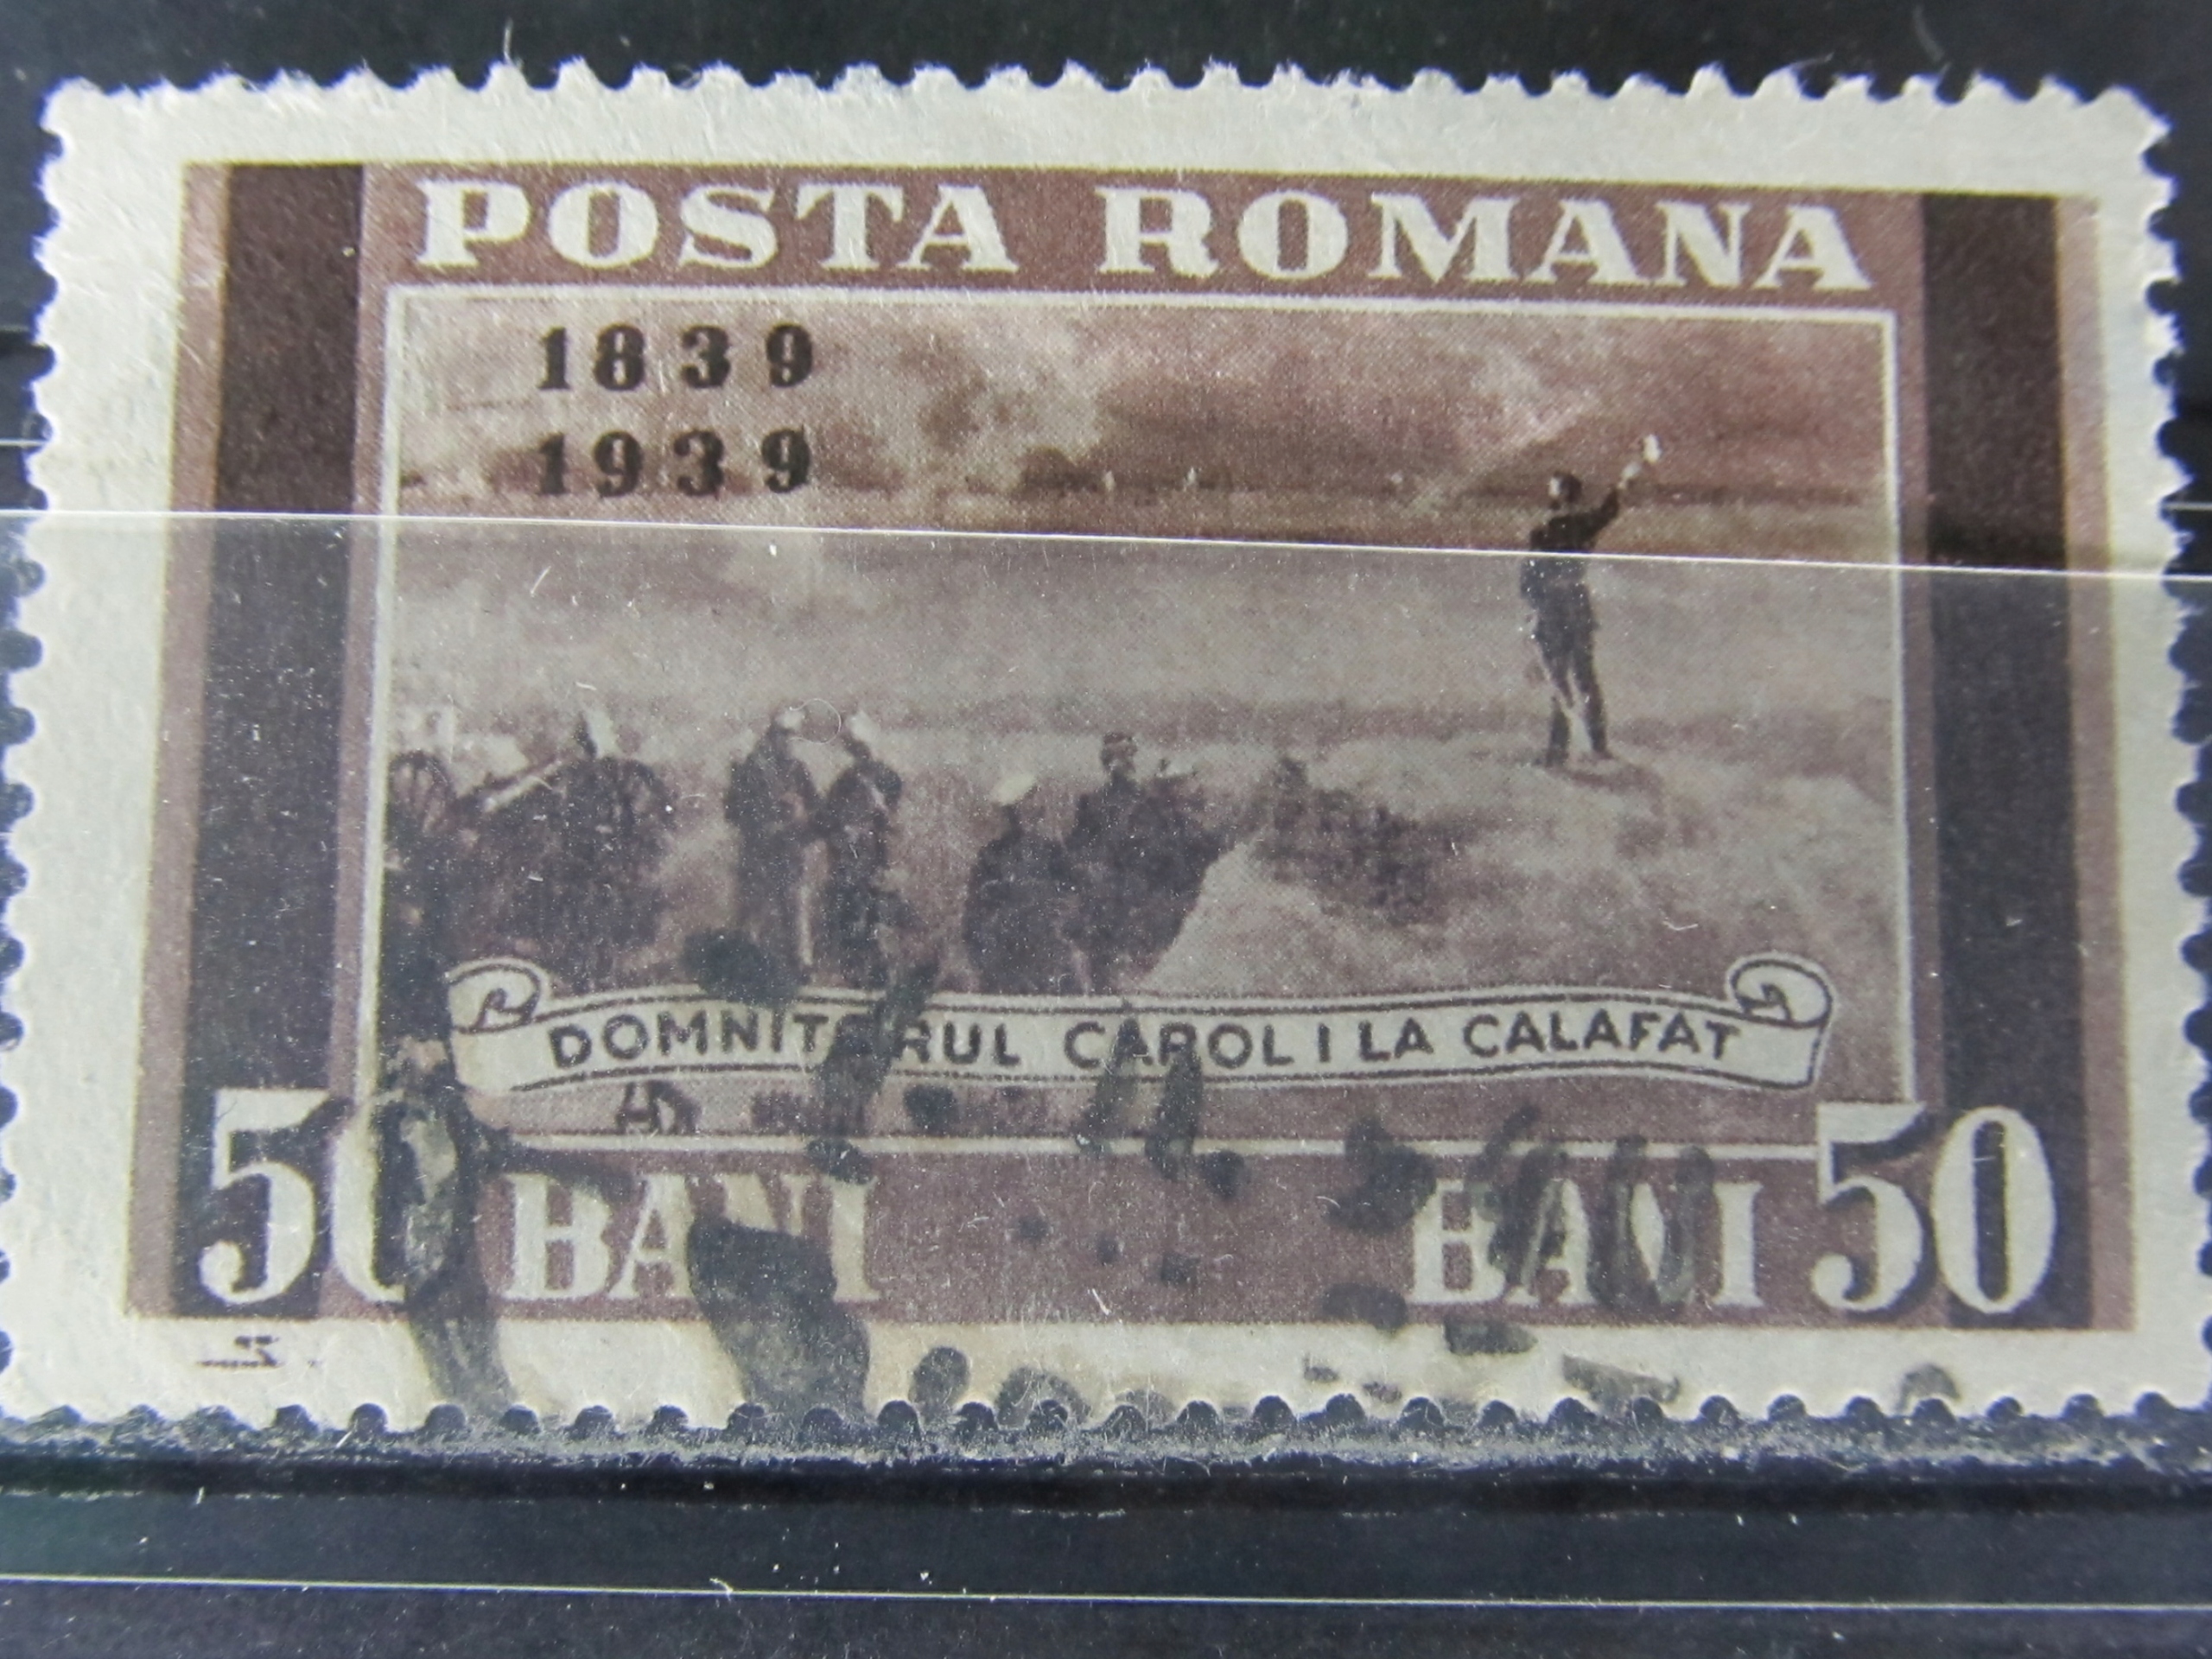 POSTA ROMANA
1839
1939
DOMNITORUL CAROL I LA CALAFAT
50 BANI BANI 50